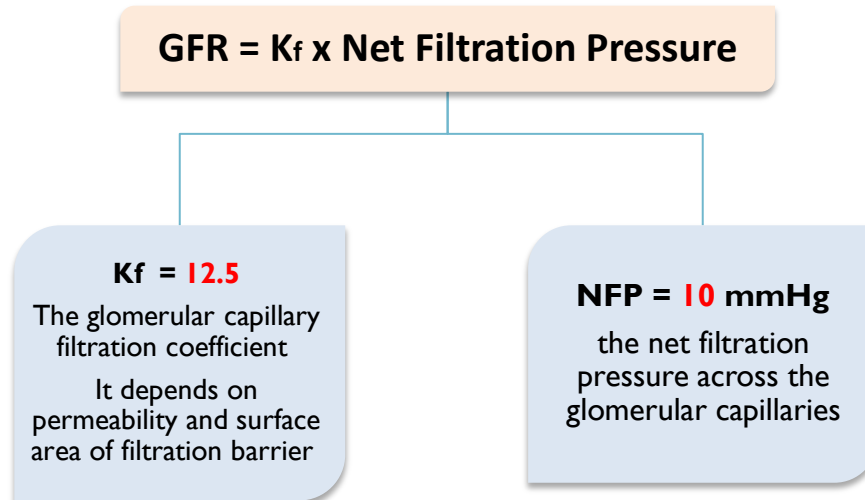 GFR = Kf x Net Filtration Pressure
Kf = 12.5
The glomerular capillary
filtration coefficient
It depends on
permeability and surface
area of filtration barrier
NFP = 10 mmHg
the net filtration
pressure across the
glomerular capillaries